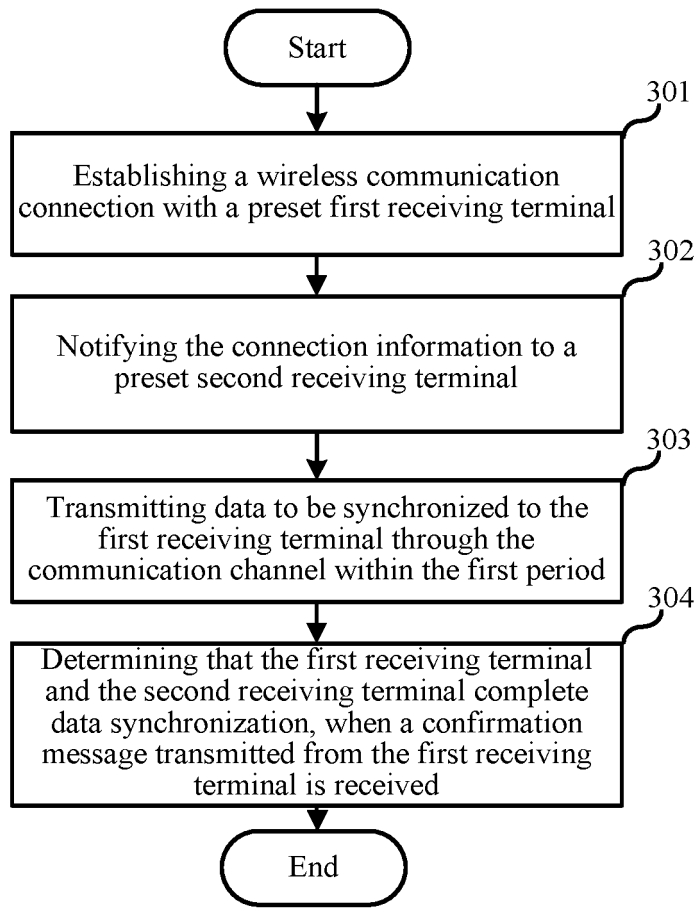 Start
301
Establishing a wireless communication
connection with a preset first receiving terminal
302
Notifying the connection information to a
preset second receiving terminal
303
Transmitting data to be synchronized to the
first receiving terminal through the
communication channel within the first period
304
Determining that the first receiving terminal
and the second receiving terminal complete
data synchronization, when a confirmation
message transmitted from the first receiving
terminal is received
End